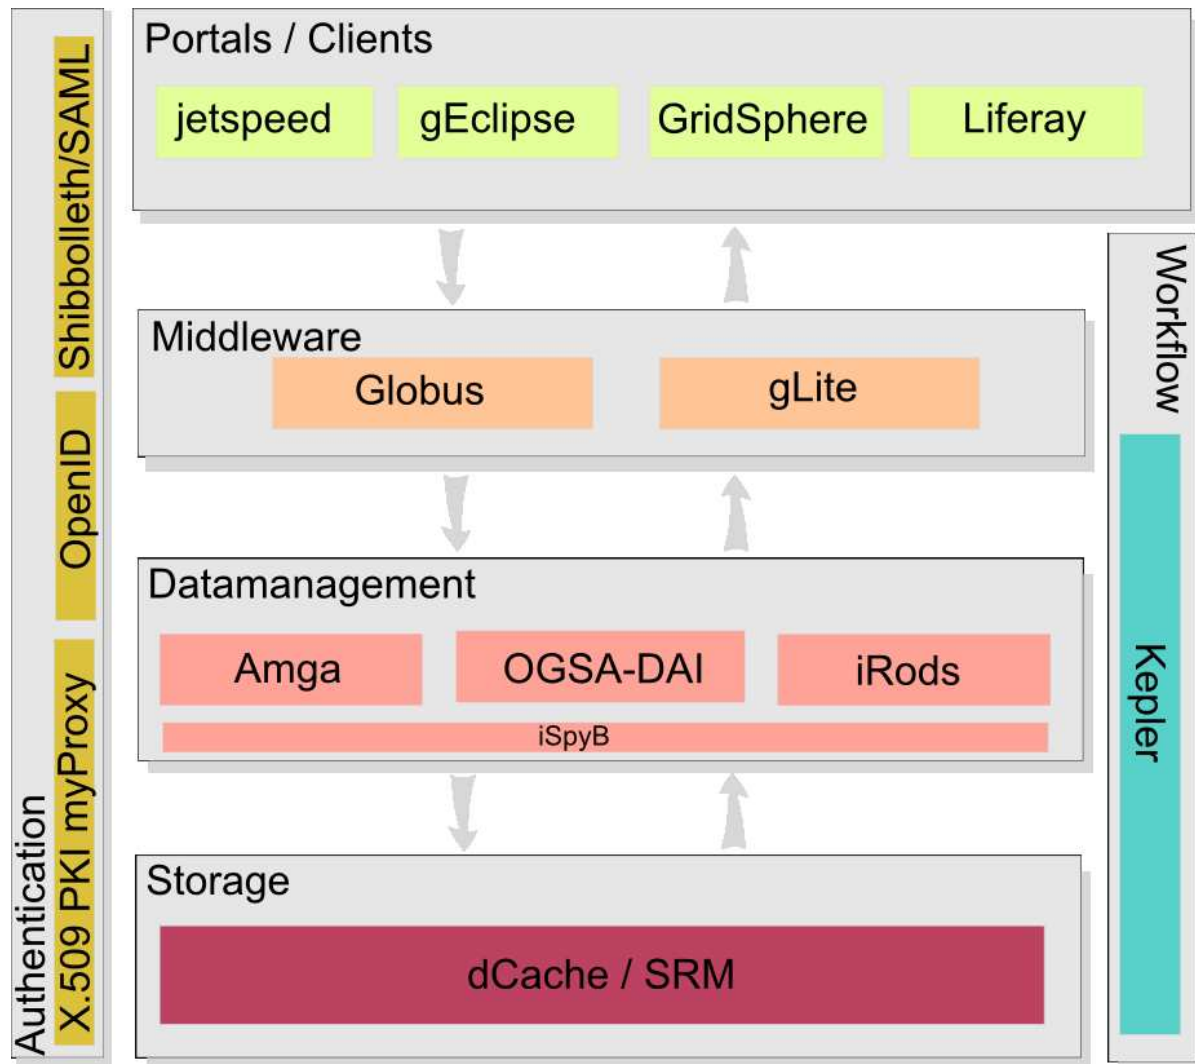 Portals / Clients
jetspeed
gEclipse
GridSphere
Liferay
Middleware
Globus
gLite
Datamanagement
Amga
OGSA-DAI
iRods
iSpyB
Storage
dCache / SRM
Authentication
Shibbolleth/SAML
OpenID
X.509 PKI myProxy
Workflow
Kepler